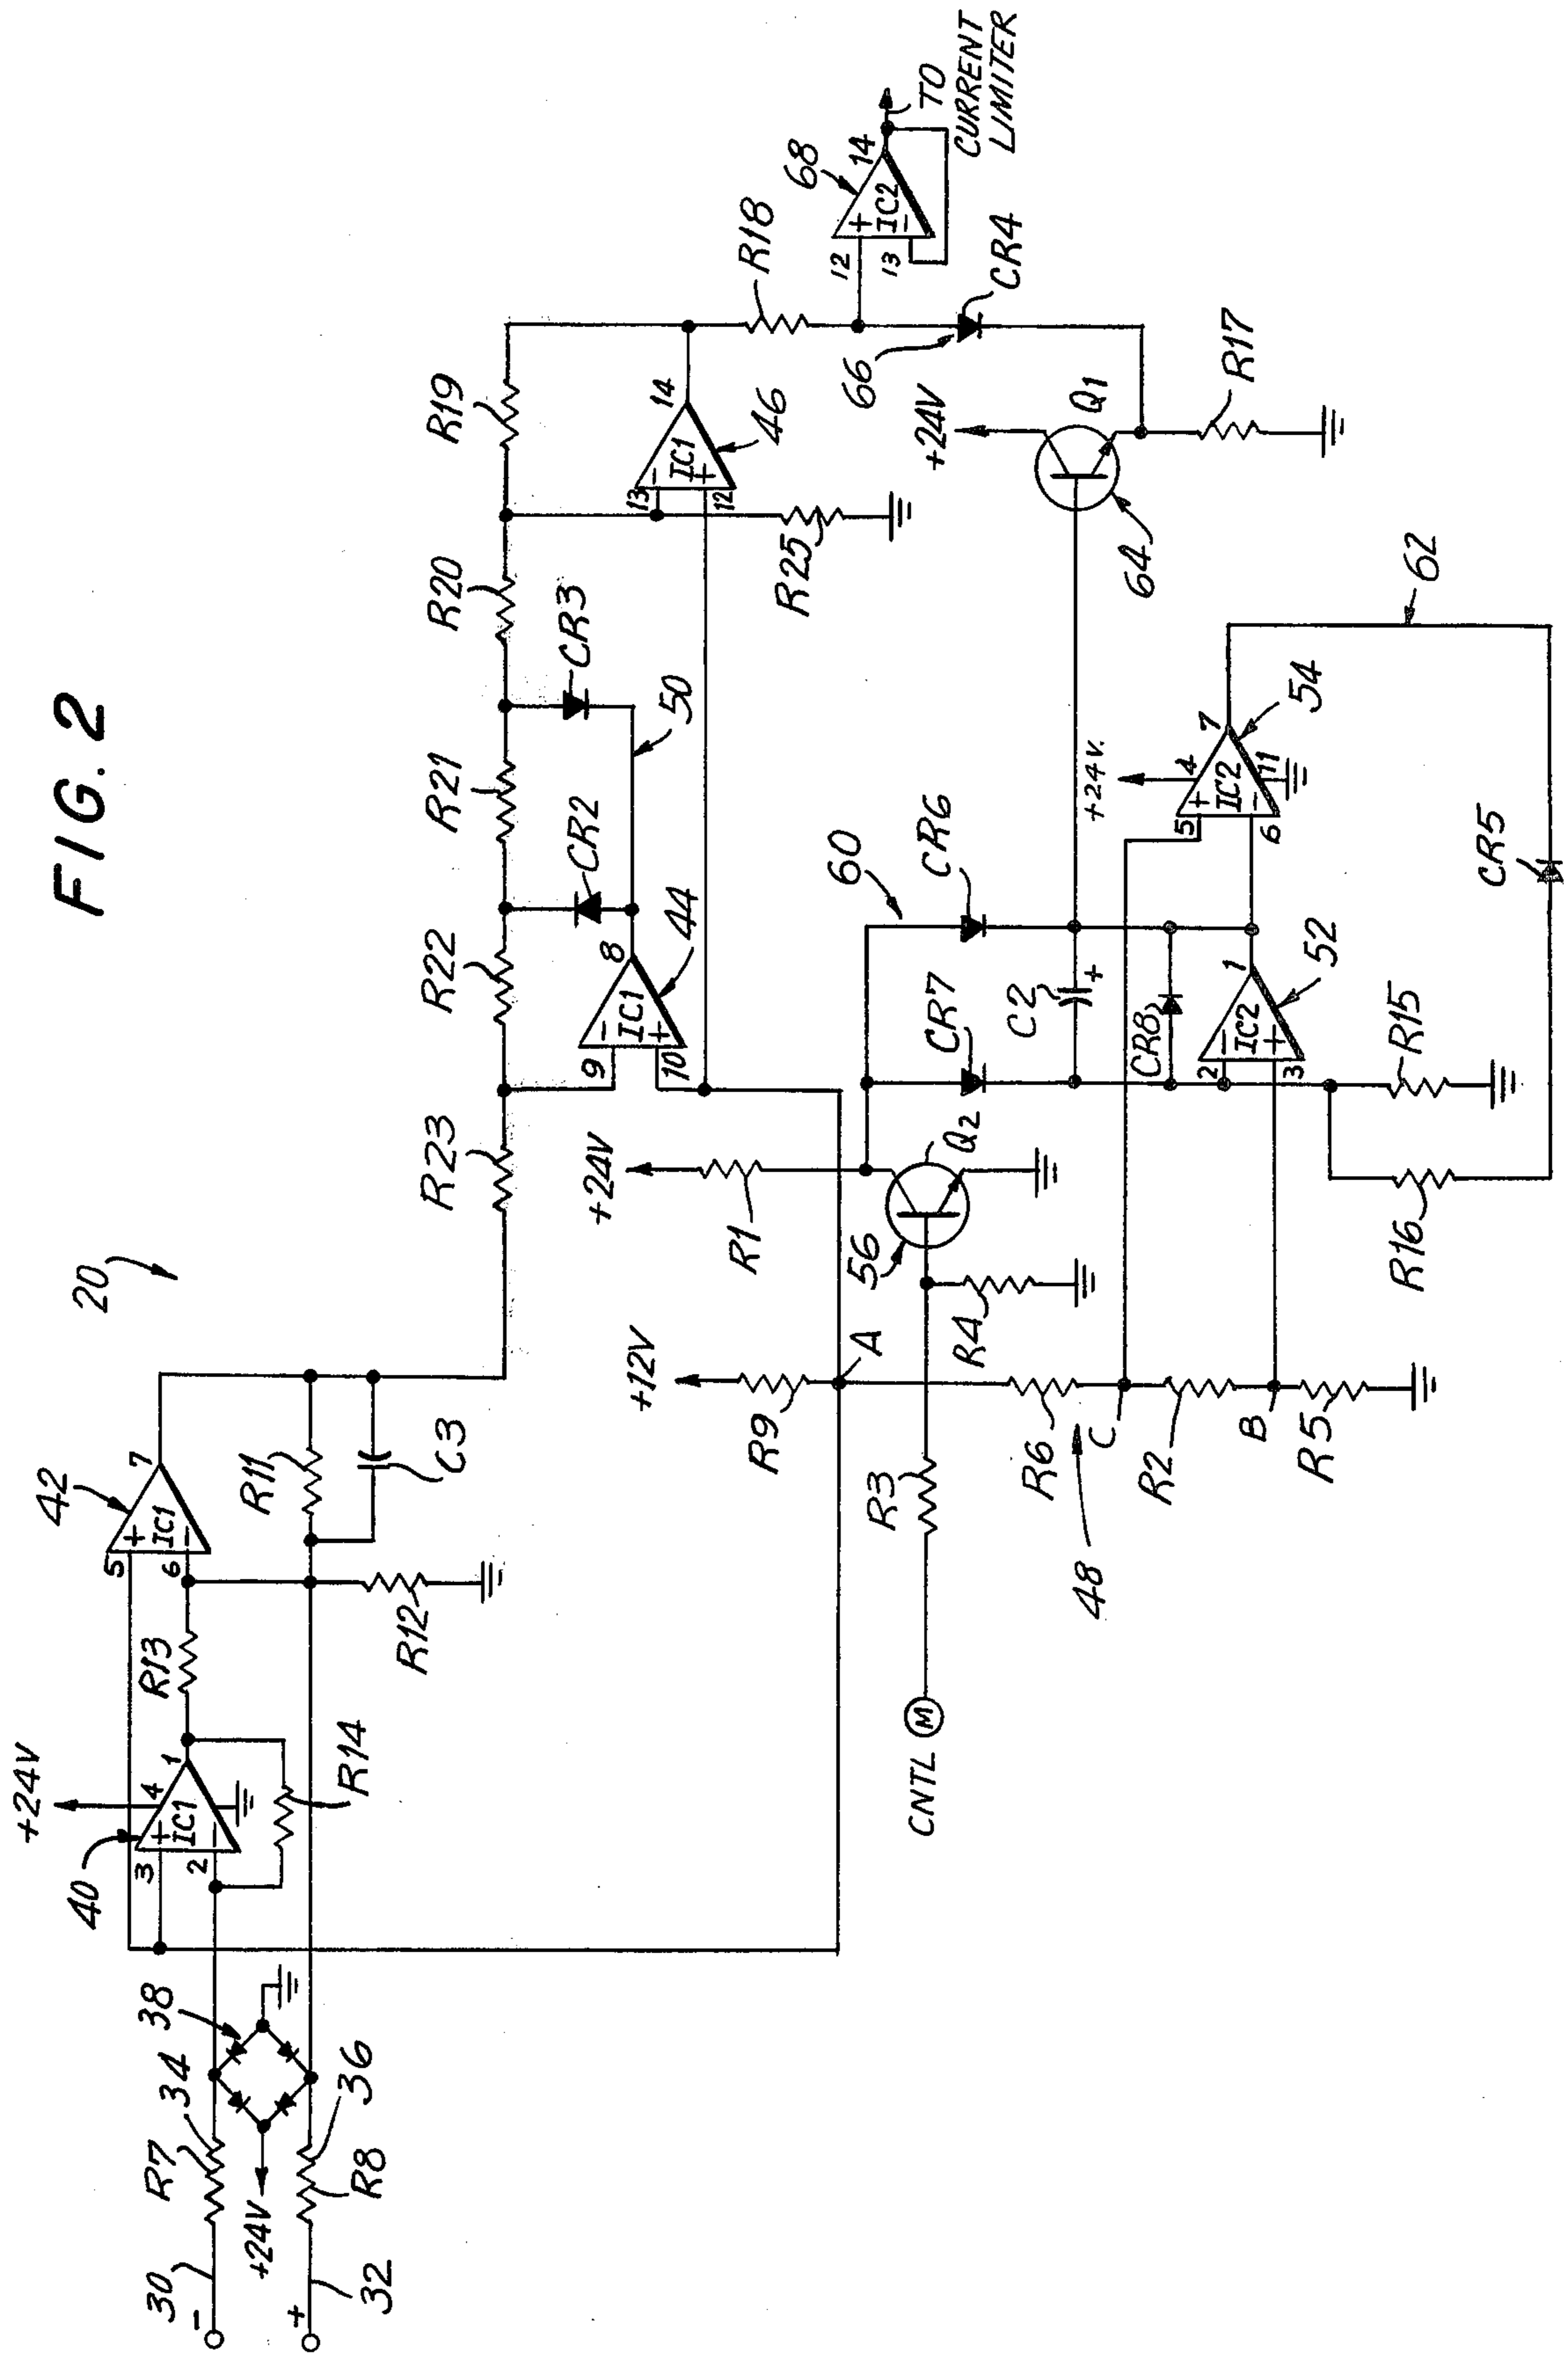 FIG. 2
20
+24V
40
3
+
IC1
−
2
4
1
R14
R13
42
5
+
IC1
−
6
7
R11
C3
R12
30
−
R7
34
38
+24V
+
32
R8
36
R23
R22
R21
R20
R19
CR2
CR3
50
9
−
IC1
+
10
8
44
13
−
IC1
+
12
14
46
R25
R18
12
+
IC2
−
13
14
68
TO
CURRENT
LIMITER
66
CR4
+24V
Q1
64
R17
+24V
R1
56
Q2
R4
R3
CNTL M
+12V
R9
A
R6
48
C
R2
B
R5
60
CR6
CR7
C2
+
CR8
2
−
IC2
+
3
1
52
R15
R16
+24V.
5
+
IC2
−
6
4
7
11
54
62
CR5